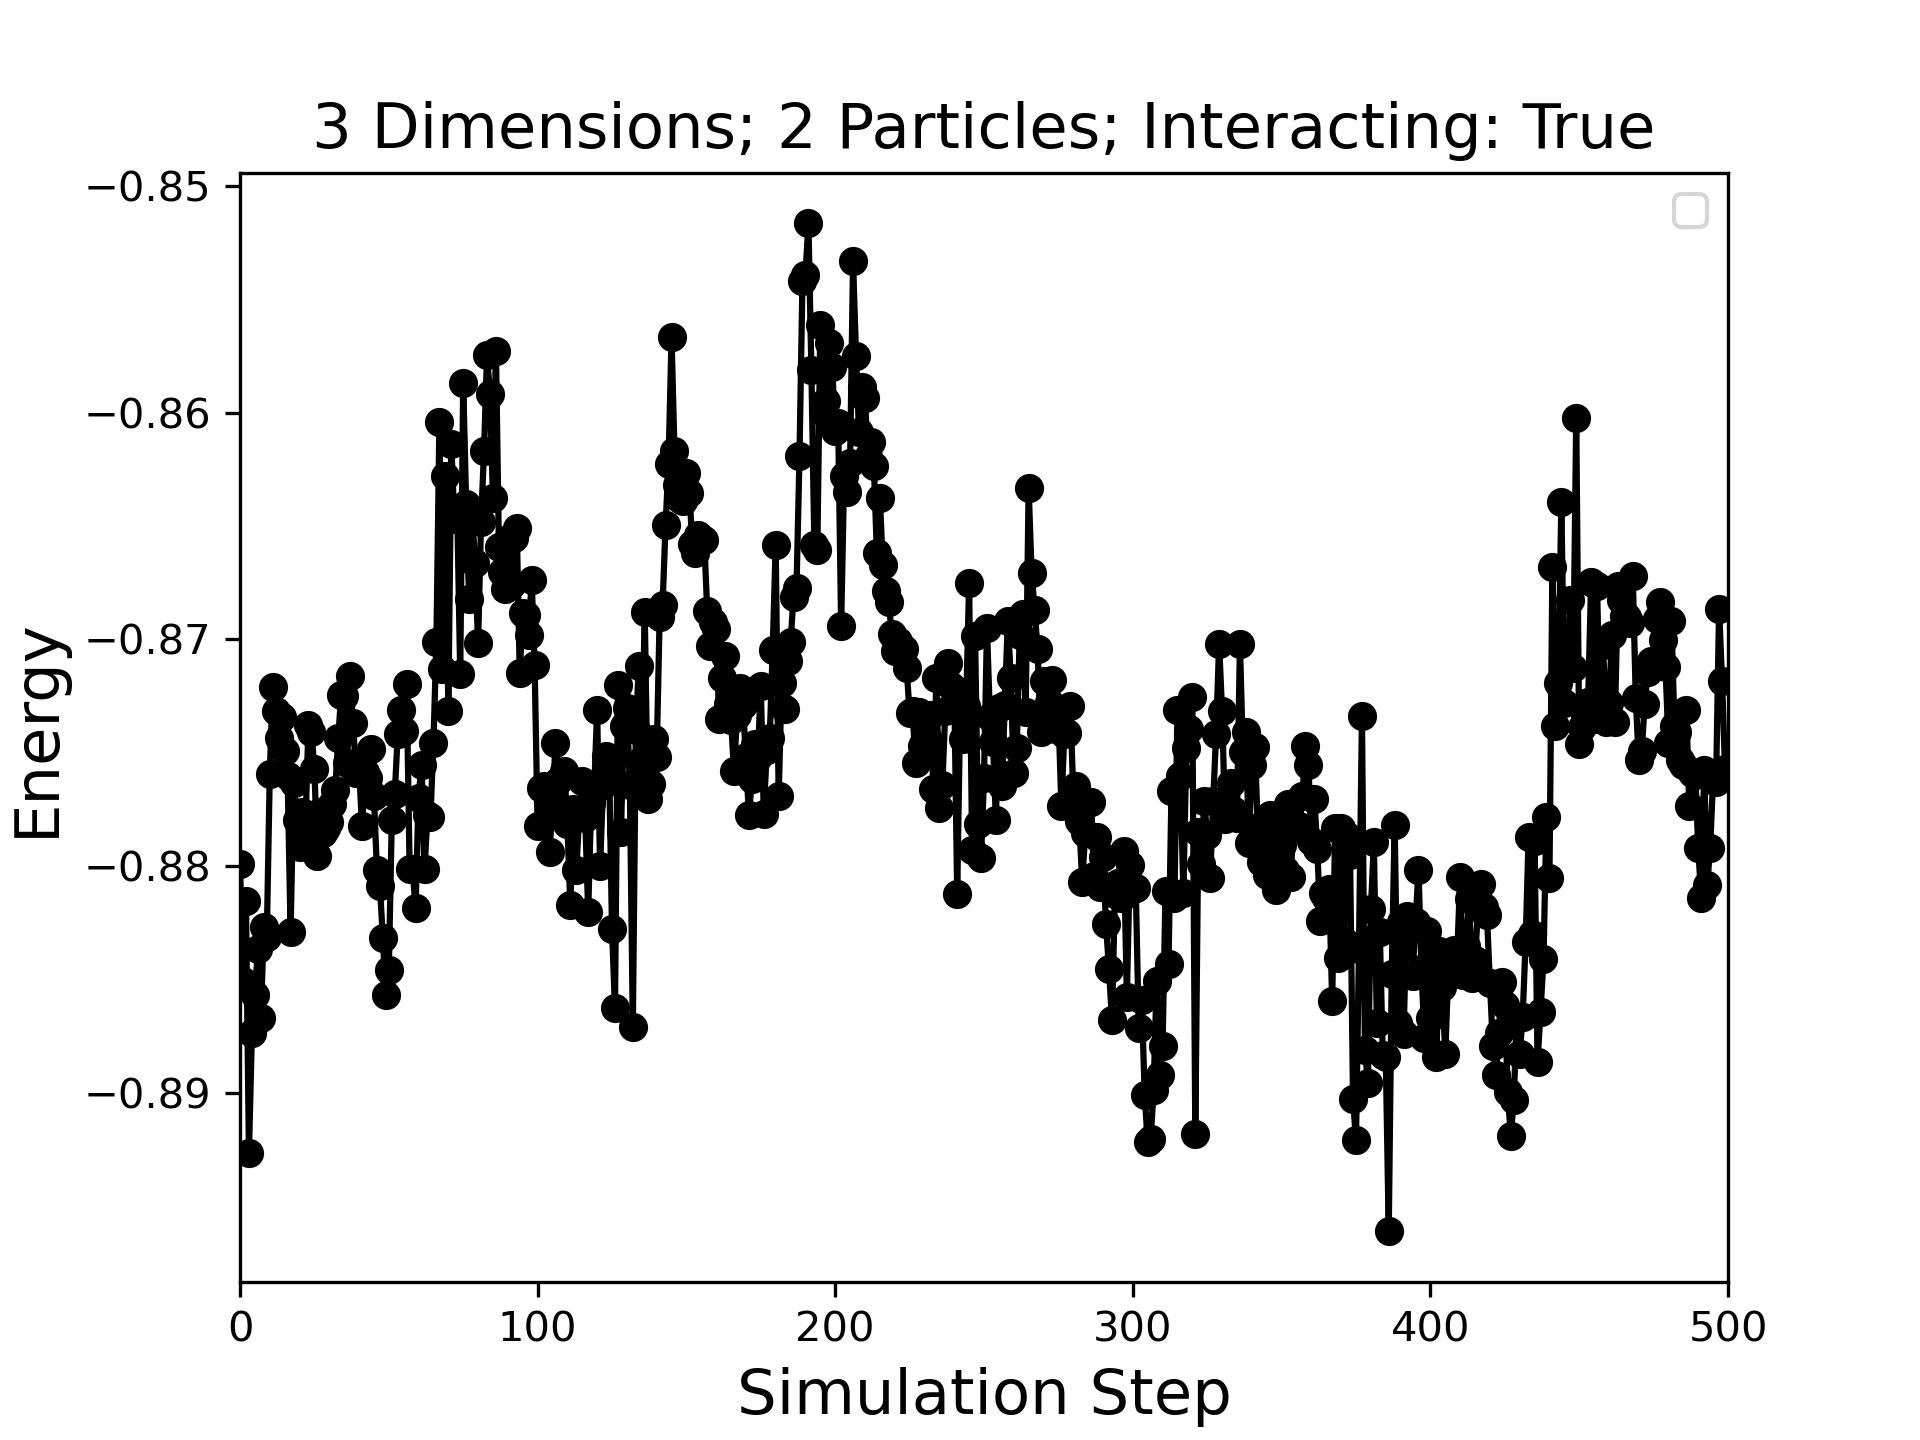 3 Dimensions; 2 Particles; Interacting: True
−0.85
−0.86
−0.87
−0.88
−0.89
Energy
0 100 200 300 400 500
Simulation Step